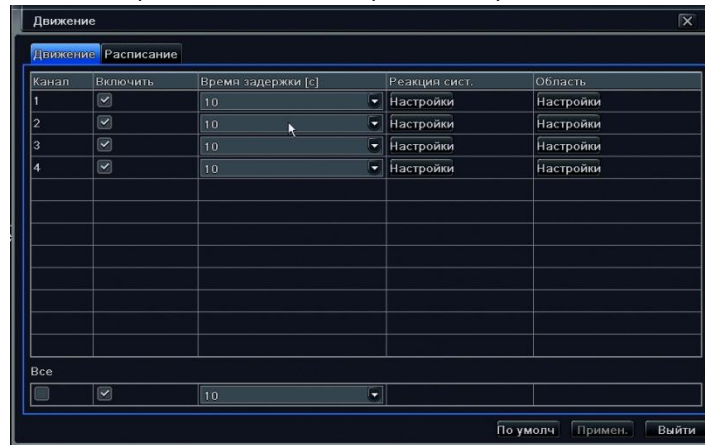 Движение
Движение Расписание
Канал Включить Время задержки [с] Реакция сист. Область
1 10 Настройки Настройки
2 10 Настройки Настройки
3 10 Настройки Настройки
4 10 Настройки Настройки
Все
10
По умолч Примен. Выйти